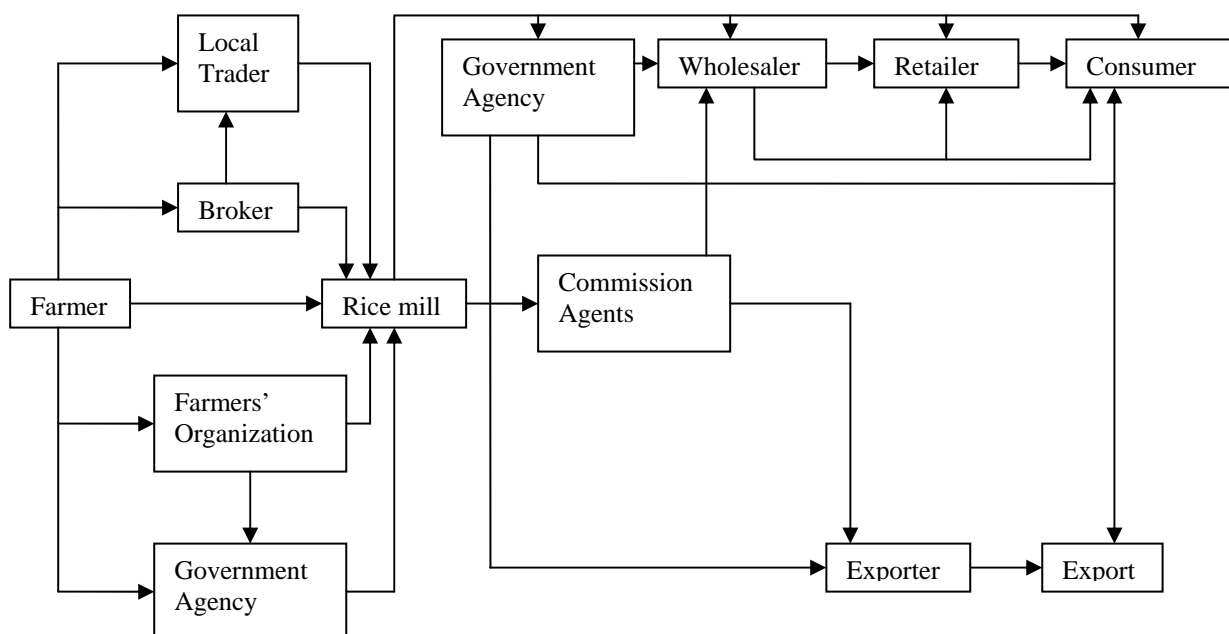 Local
Trader
Government
Agency
Wholesaler
Retailer
Consumer
Broker
Farmer
Rice mill
Commission
Agents
Farmers’
Organization
Government
Agency
Exporter
Export